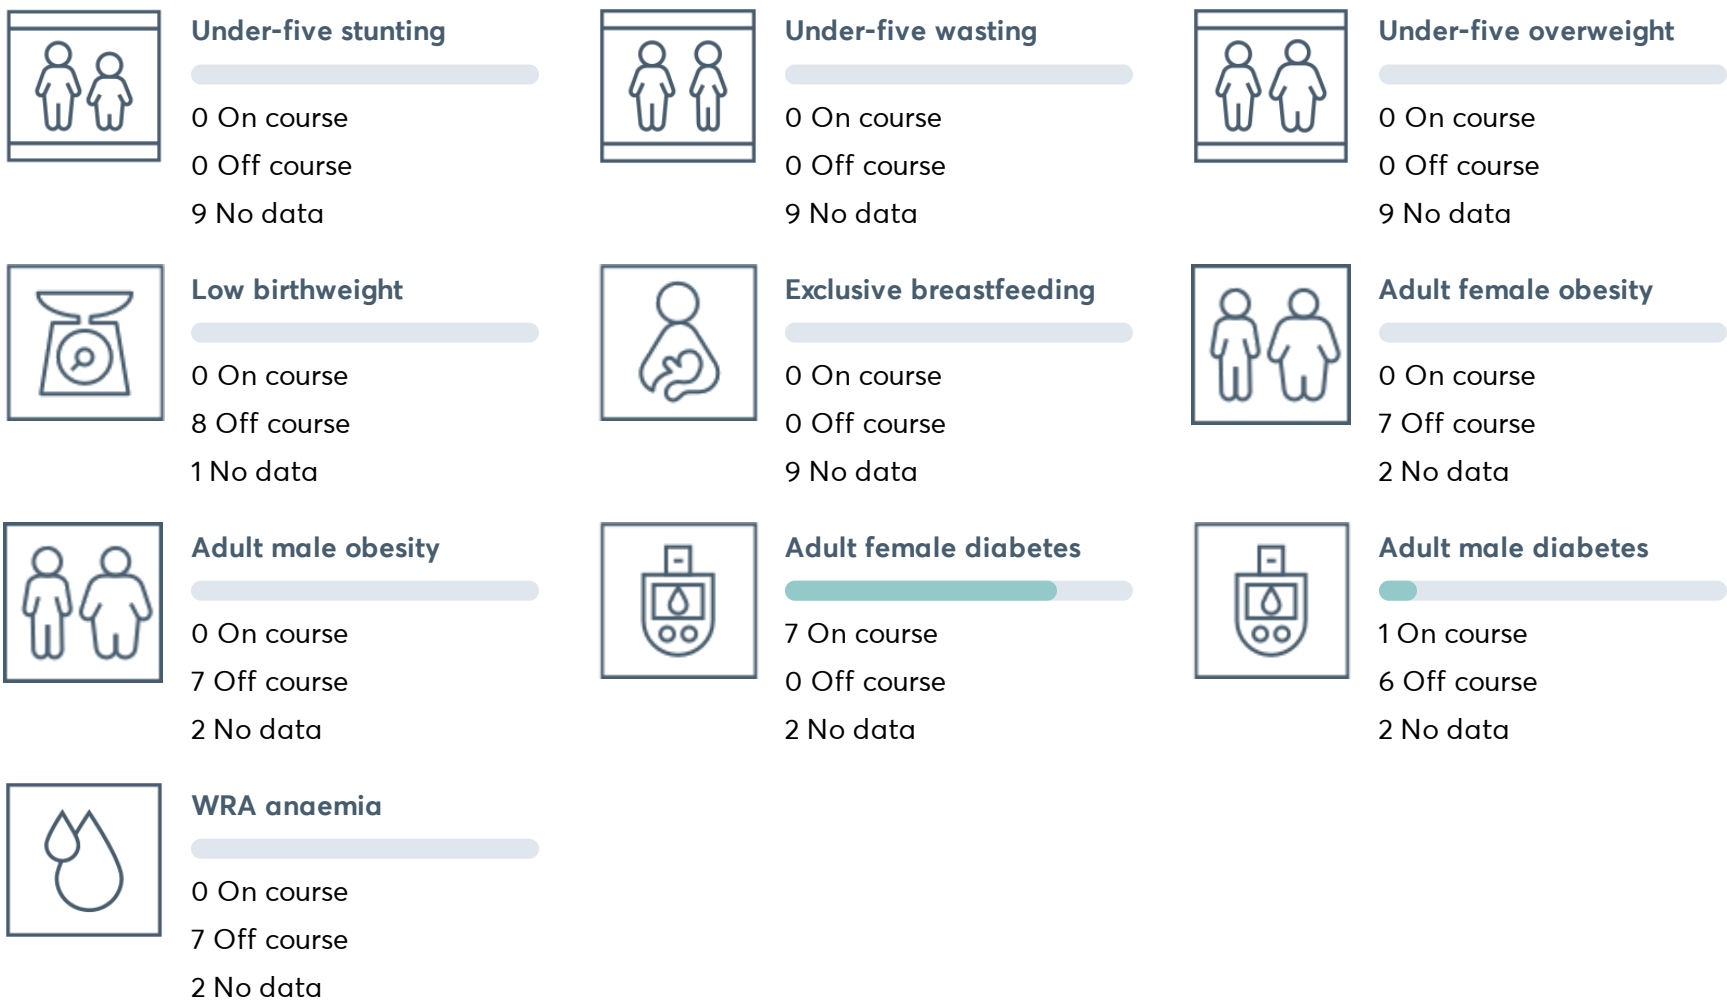 Under-five stunting
0 On course
0 Off course
9 No data
Under-five wasting
0 On course
0 Off course
9 No data
Under-five overweight
0 On course
0 Off course
9 No data
Low birthweight
0 On course
8 Off course
1 No data
Exclusive breastfeeding
0 On course
0 Off course
9 No data
Adult female obesity
0 On course
7 Off course
2 No data
Adult male obesity
0 On course
7 Off course
2 No data
Adult female diabetes
7 On course
0 Off course
2 No data
Adult male diabetes
1 On course
6 Off course
2 No data
WRA anaemia
0 On course
7 Off course
2 No data